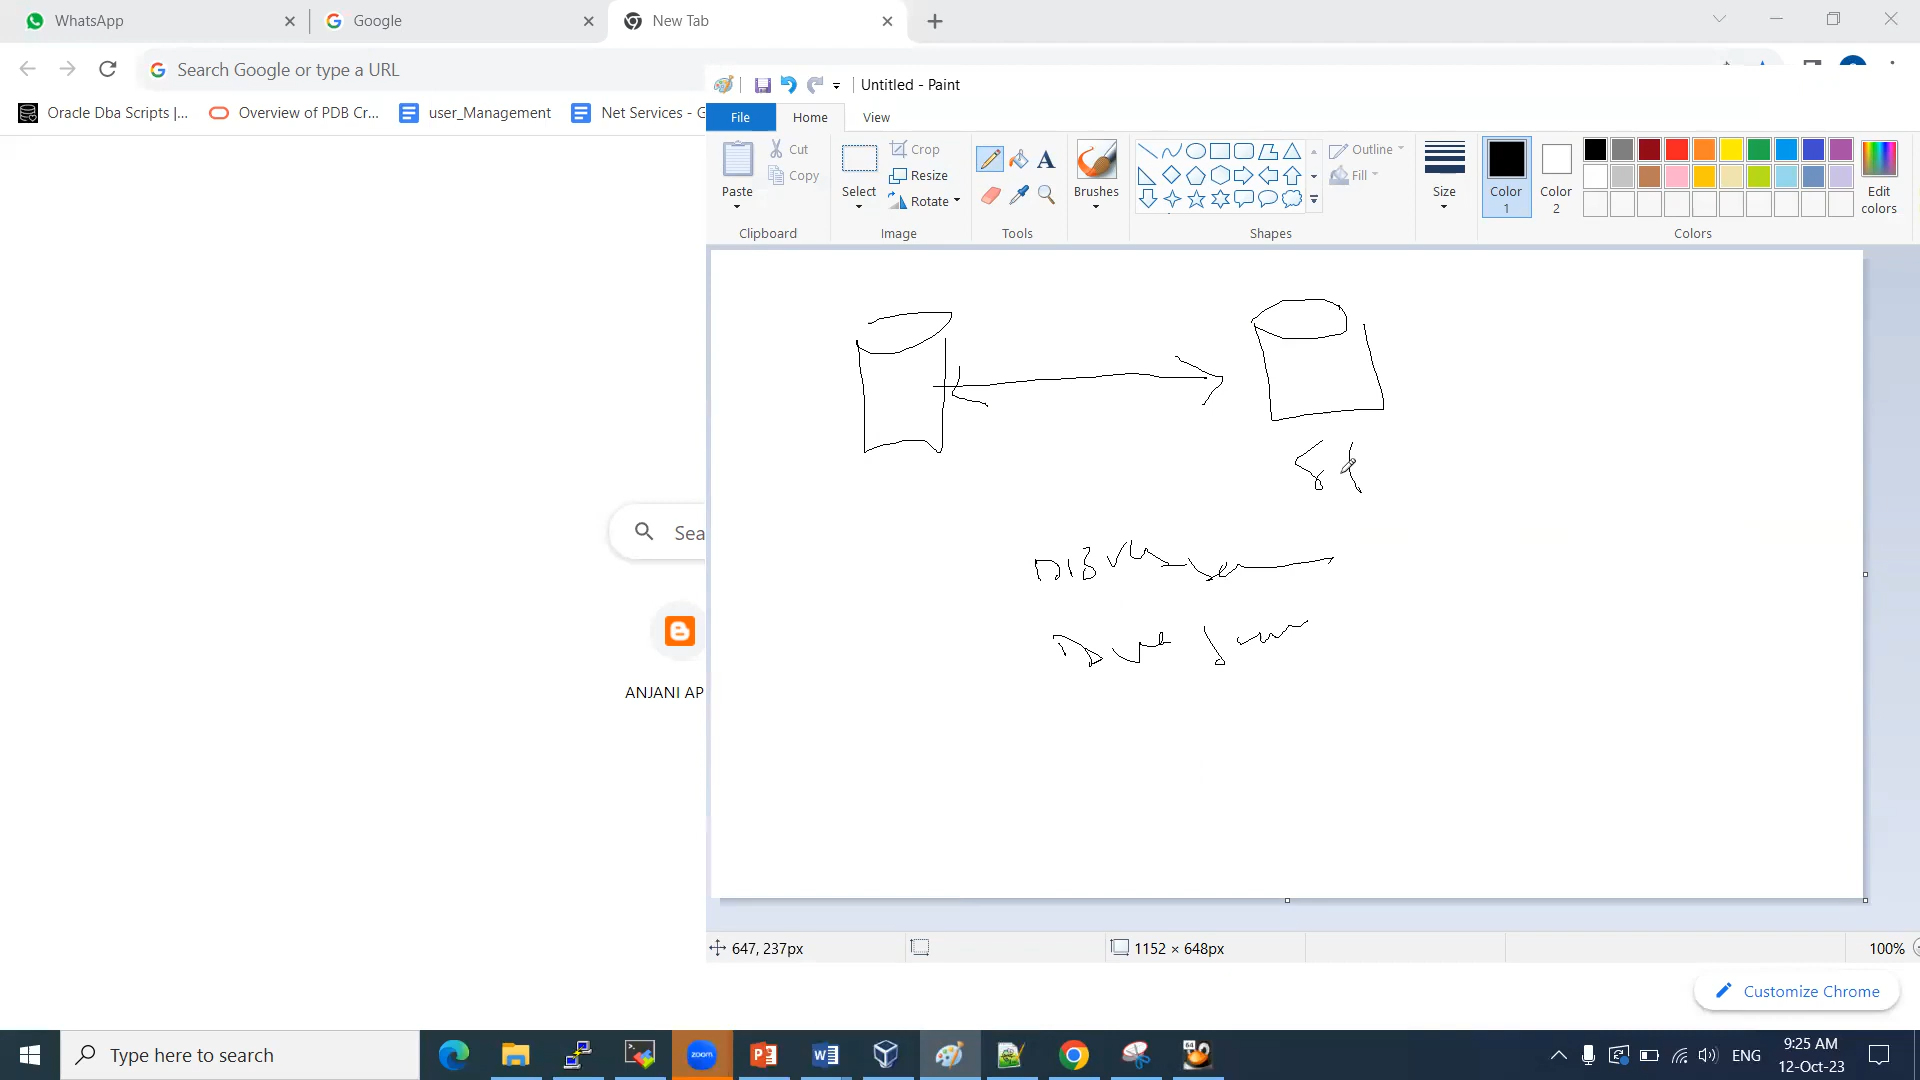 WhatsApp
Google
New Tab
Search Google or type a URL
Oracle Dba Scripts |...
Overview of PDB Cr...
user_Management
Net Services - G
Untitled - Paint
File
Home
View
Paste
Cut
Copy
Clipboard
Select
Crop
Resize
Rotate
Image
Tools
Brushes
Shapes
Outline
Fill
Size
Color
1
Color
2
Edit
colors
Colors
Sea
ANJANI AP
647, 237px
1152 × 648px
100%
Customize Chrome
Type here to search
zoom
64
ENG
9:25 AM
12-Oct-23